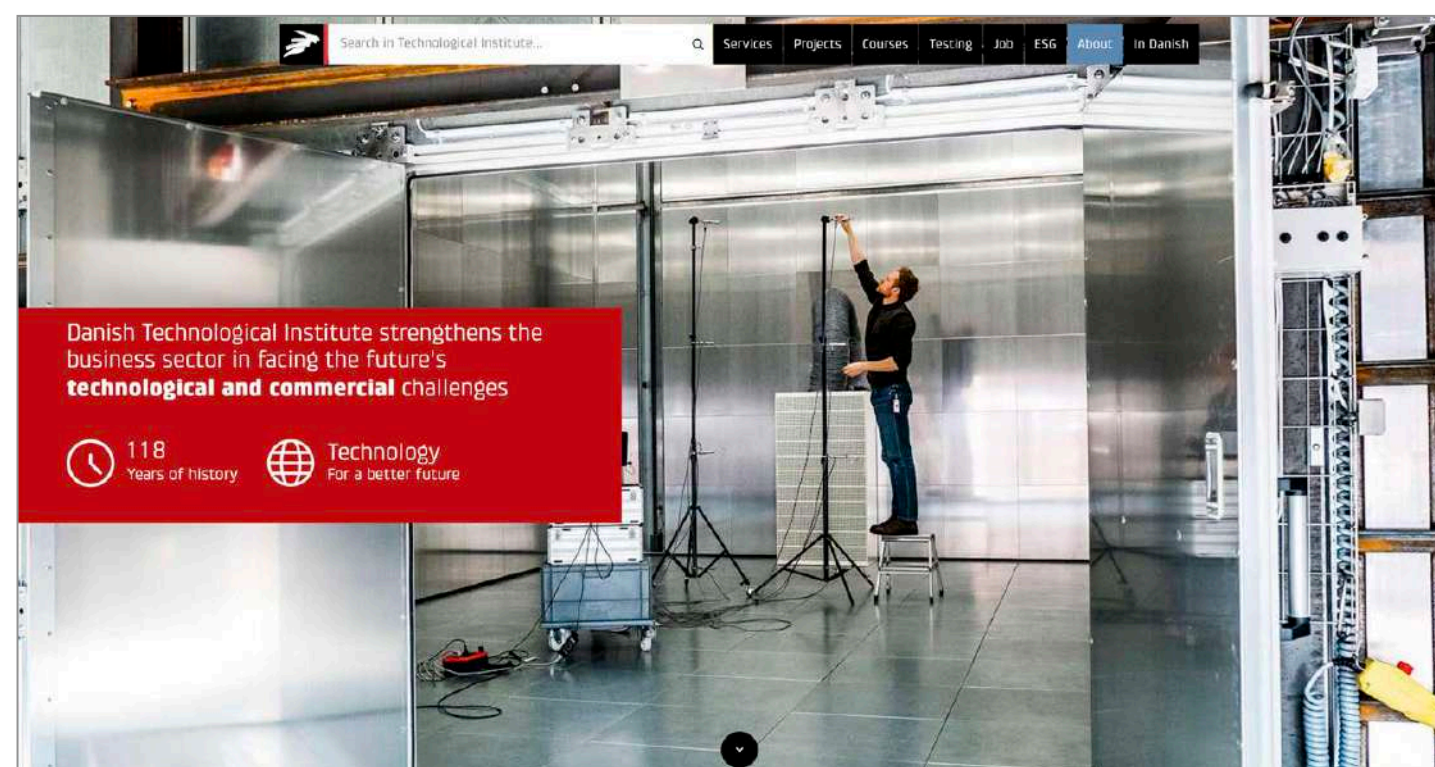 Search in Technological Institute...
Services Projects Courses Testing Job ESG About In Danish
Danish Technological Institute strengthens the
business sector in facing the future's
technological and commercial challenges
118
Years of history
Technology
For a better future